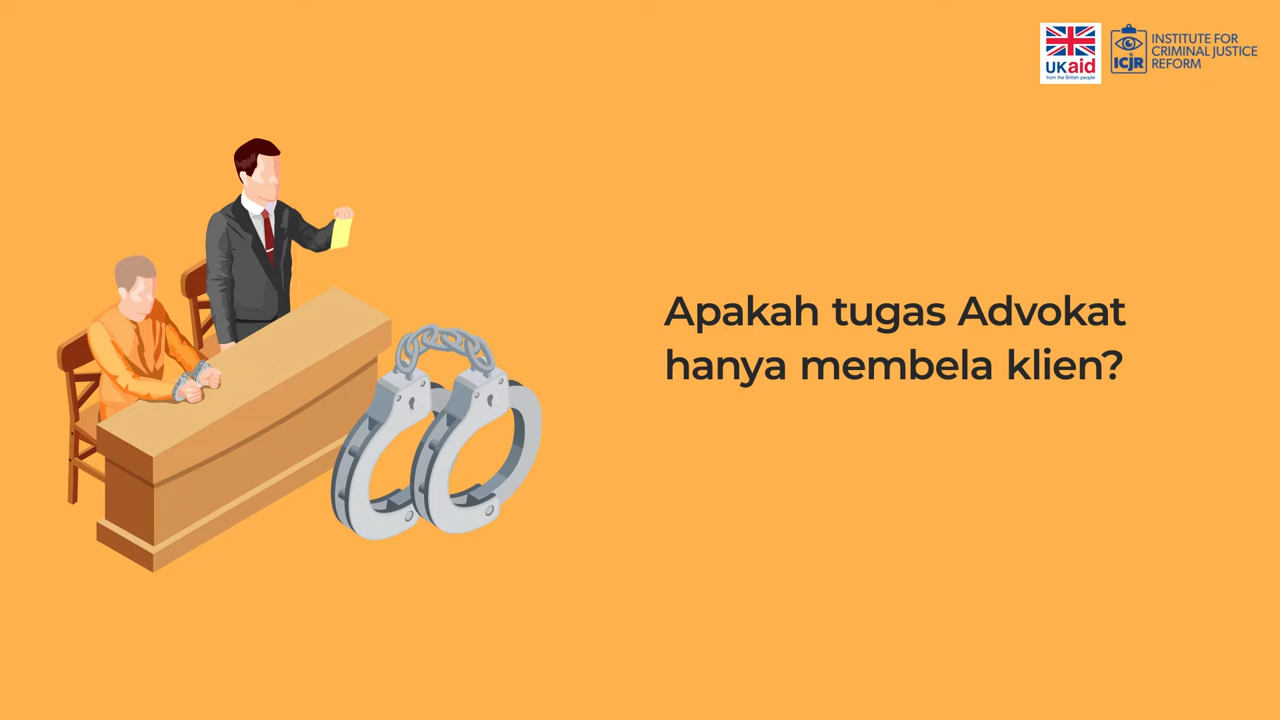 UKaid
from the British people
ICJR
INSTITUTE FOR
CRIMINAL JUSTICE
REFORM
Apakah tugas Advokat
hanya membela klien?